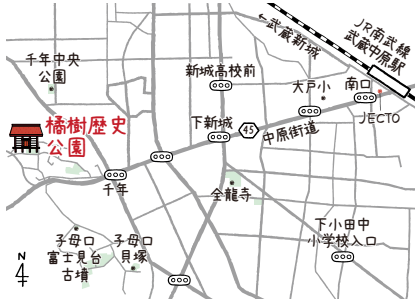 ←武蔵新城
JR南武線
武蔵中原駅
千年中央
公園
新城高校前
大戸小
南口
JECTO
橘樹歴史
公園
下新城
45
中原街道
千年
全龍寺
子母口
富士見台
古墳
子母口
貝塚
下小田中
小学校入口
N